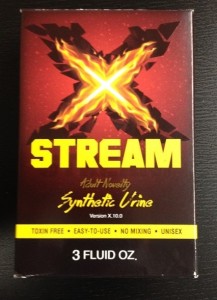 X
STREAM
Adult Novelty
Synthetic Urine
Version X.10.0
TOXIN FREE • EASY-TO-USE • NO MIXING • UNISEX
3 FLUID OZ.